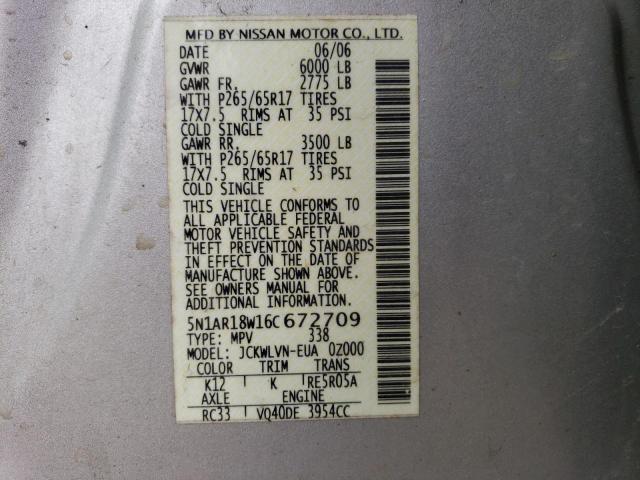 MFD BY NISSAN MOTOR CO., LTD.
DATE 06/06
GVWR 6000 LB
GAWR FR. 2775 LB
WITH P265/65R17 TIRES
17X7.5 RIMS AT 35 PSI
COLD SINGLE
GAWR RR. 3500 LB
WITH P265/65R17 TIRES
17X7.5 RIMS AT 35 PSI
COLD SINGLE
THIS VEHICLE CONFORMS TO
ALL APPLICABLE FEDERAL
MOTOR VEHICLE SAFETY AND
THEFT PREVENTION STANDARDS
IN EFFECT ON THE DATE OF
MANUFACTURE SHOWN ABOVE.
SEE OWNERS MANUAL FOR
ADDITIONAL INFORMATION.
5N1AR18W16C672709
TYPE: MPV 338
MODEL: JCKWLVN-EUA 0Z000
COLOR TRIM TRANS
K12 K RE5R05A
AXLE ENGINE
RC33 VQ40DE 3954CC